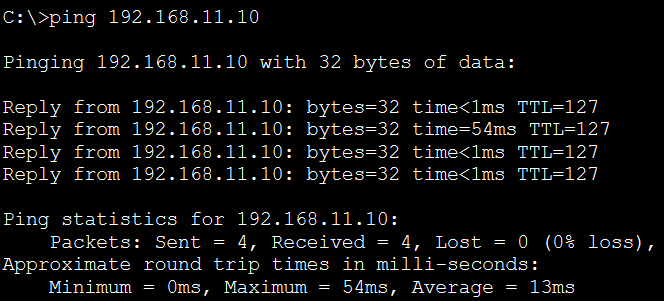 C:\>ping 192.168.11.10
Pinging 192.168.11.10 with 32 bytes of data:
Reply from 192.168.11.10: bytes=32 time<1ms TTL=127
Reply from 192.168.11.10: bytes=32 time=54ms TTL=127
Reply from 192.168.11.10: bytes=32 time<1ms TTL=127
Reply from 192.168.11.10: bytes=32 time<1ms TTL=127
Ping statistics for 192.168.11.10:
    Packets: Sent = 4, Received = 4, Lost = 0 (0% loss),
Approximate round trip times in milli-seconds:
    Minimum = 0ms, Maximum = 54ms, Average = 13ms